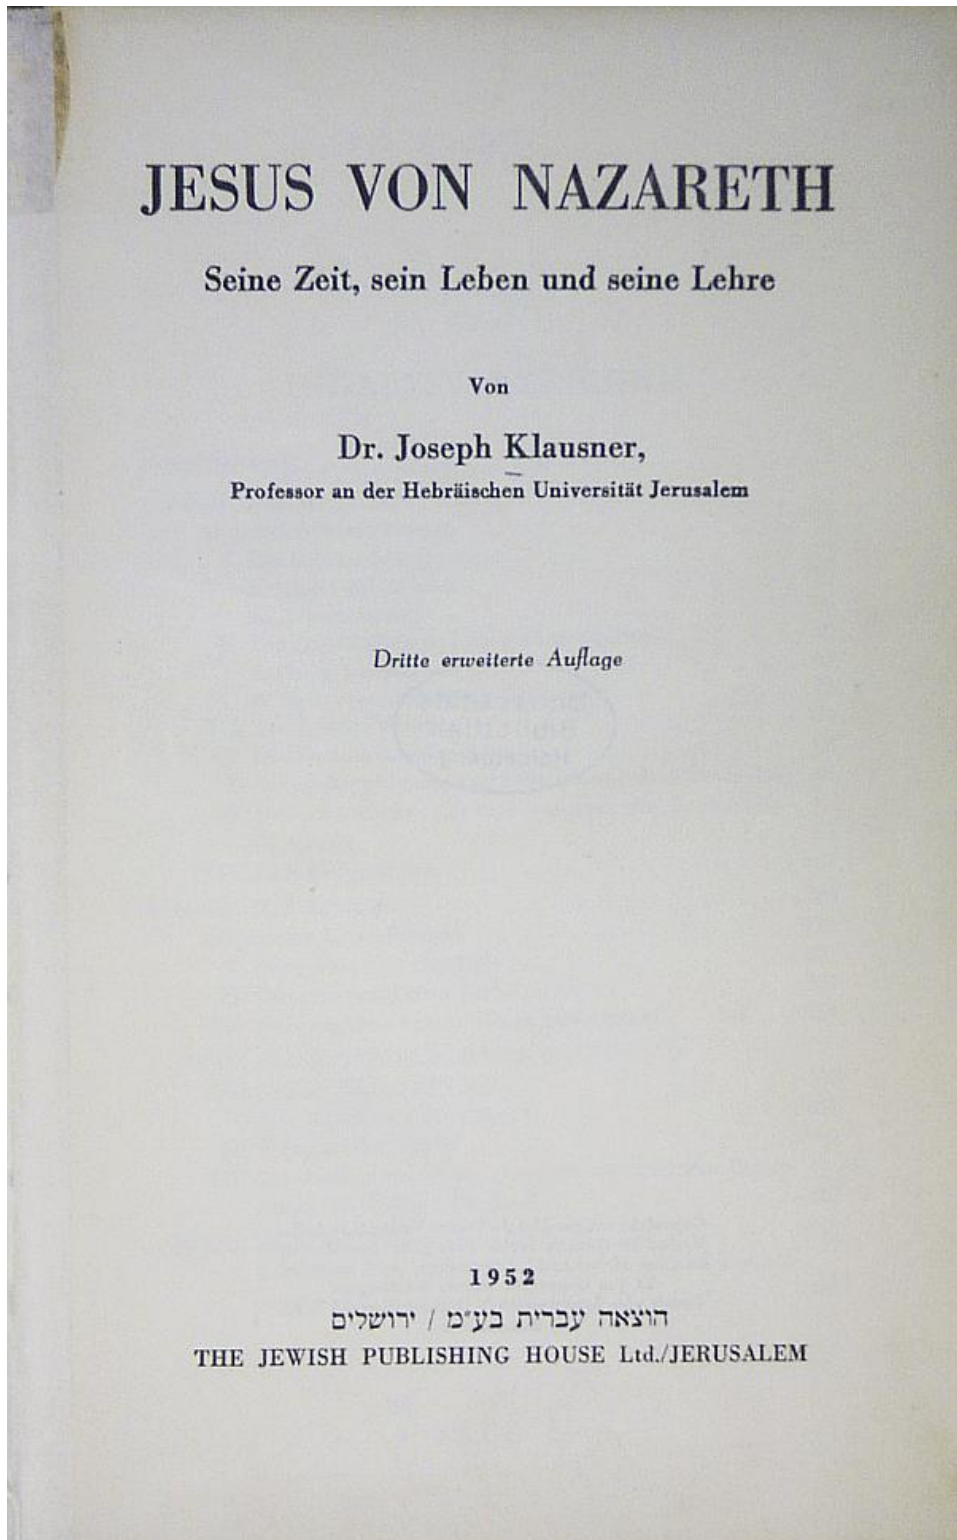 JESUS VON NAZARETH
Seine Zeit, sein Leben und seine Lehre
Von
Dr. Joseph Klausner,
Professor an der Hebräischen Universität Jerusalem
Dritte erweiterte Auflage
1952
הוצאה עברית בע״מ / ירושלים
THE JEWISH PUBLISHING HOUSE Ltd./JERUSALEM